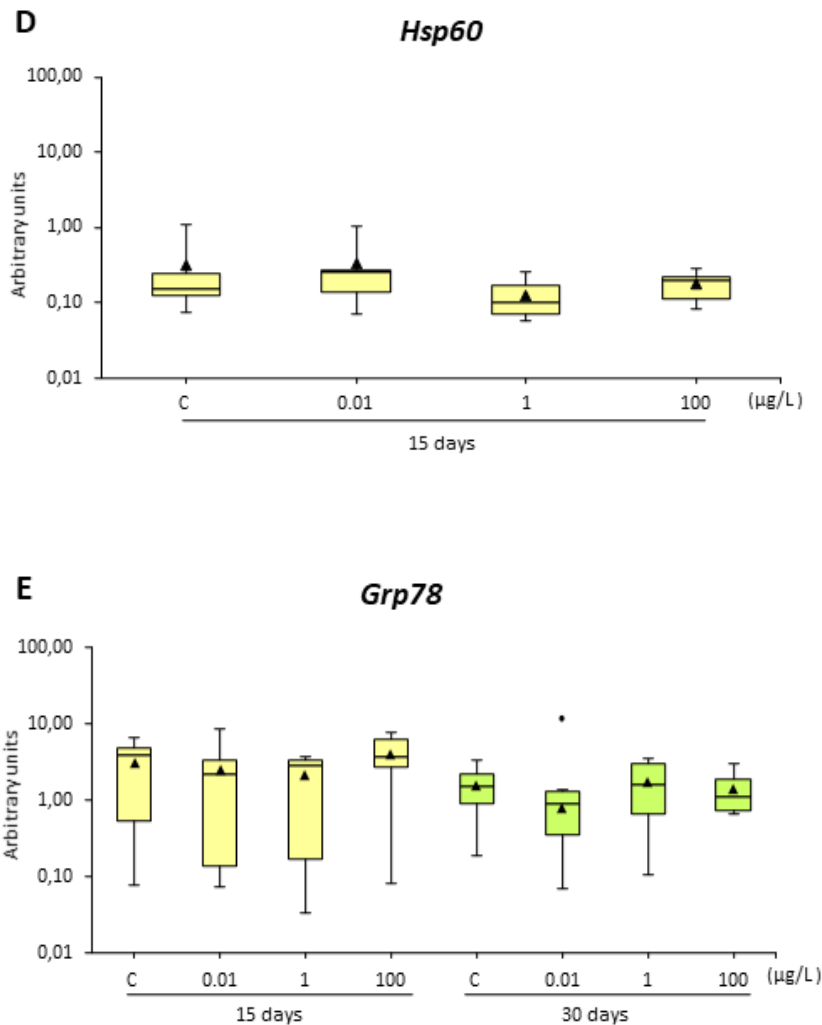 D
Hsp60
100,00
10,00
1,00
0,10
0,01
Arbitrary units
C 0.01 1 100 (µg/L)
15 days
E
Grp78
100,00
10,00
1,00
0,10
0,01
Arbitrary units
C 0.01 1 100 C 0.01 1 100 (µg/L)
15 days 30 days